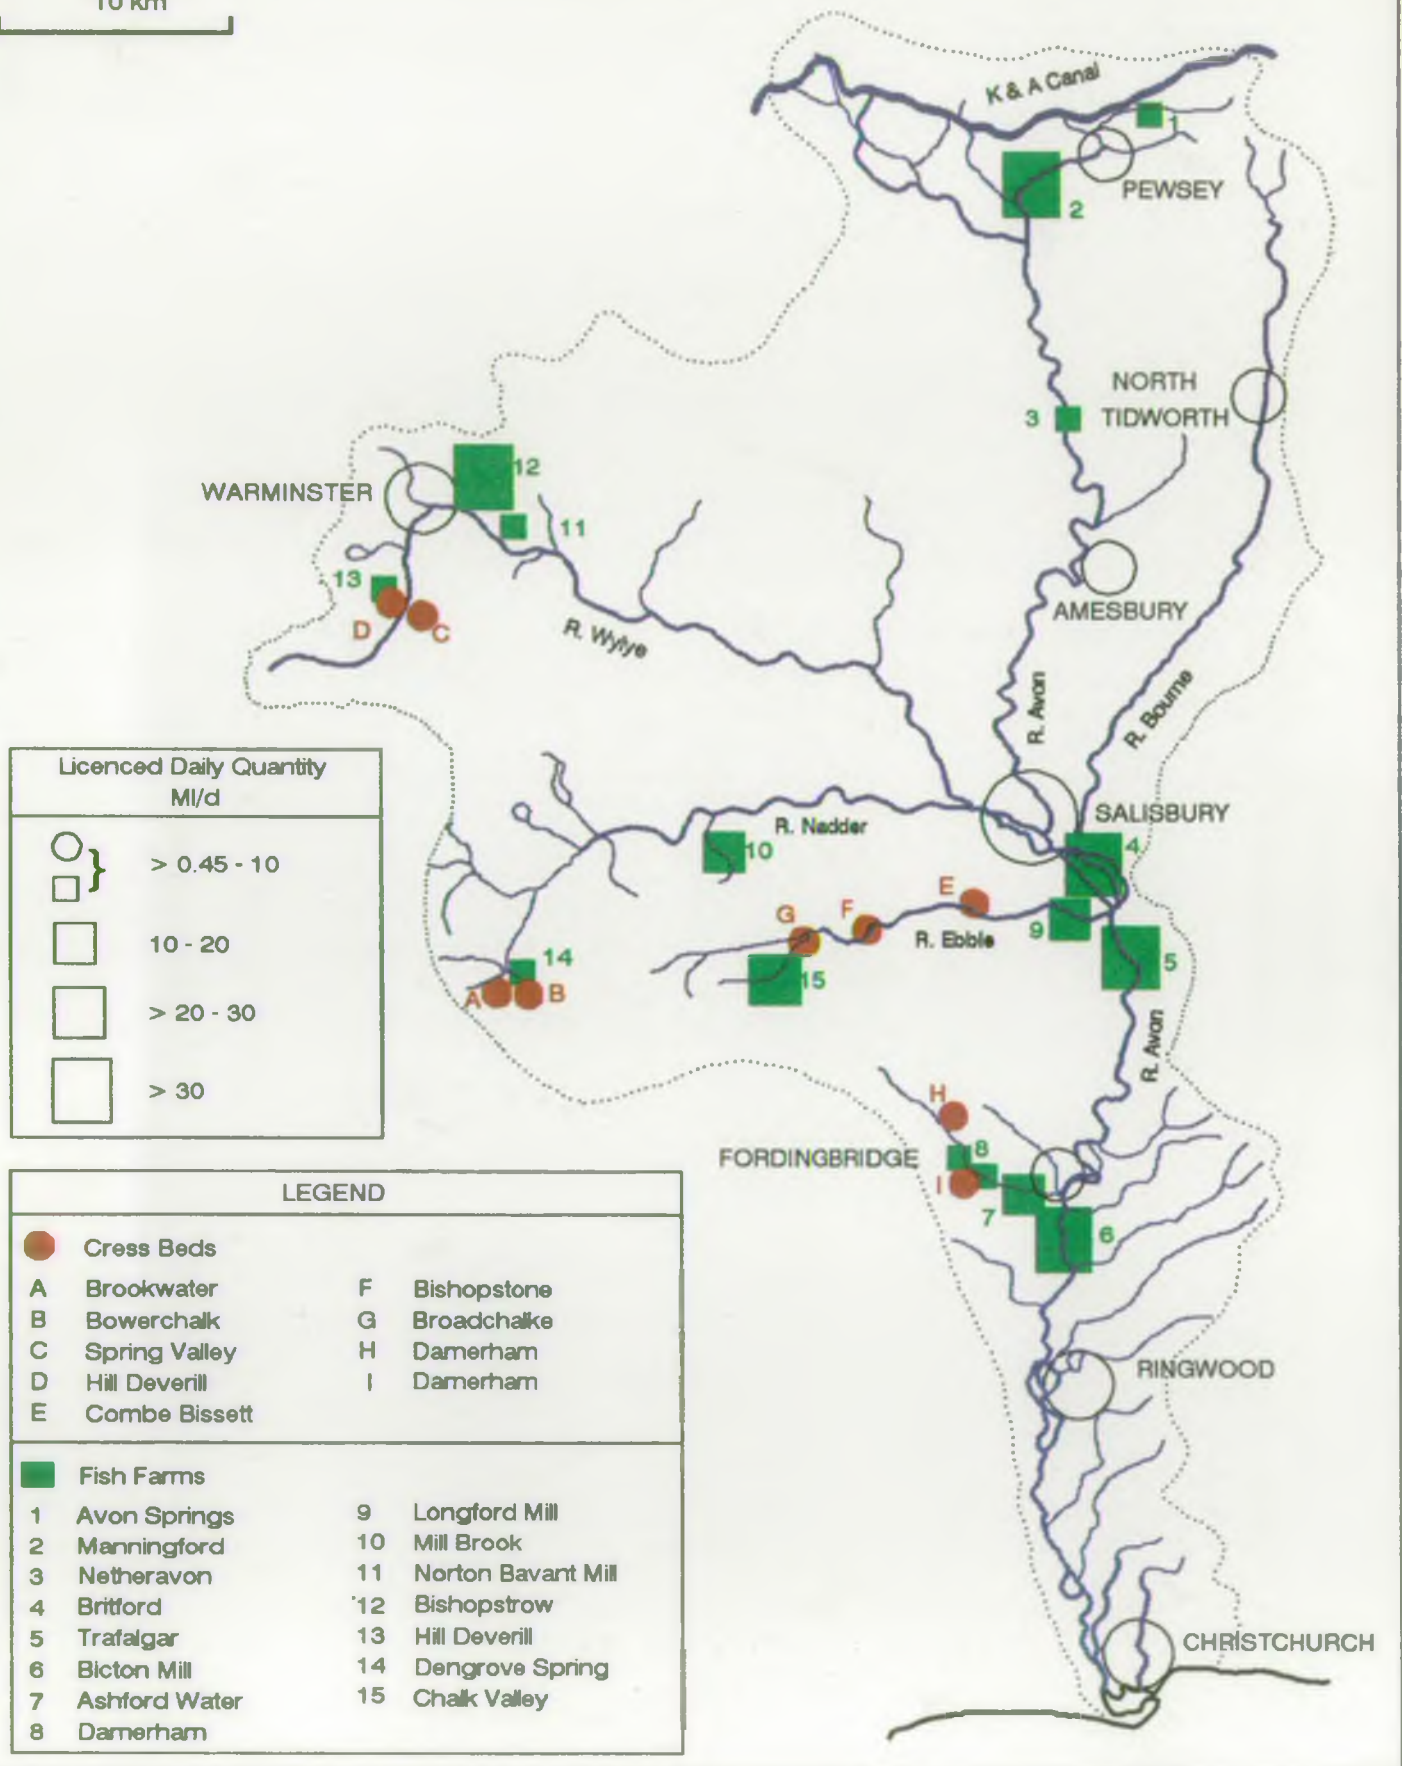 10 km
K & A Canal
1
PEWSEY
2
NORTH
TIDWORTH
3
WARMINSTER
12
11
13
D
C
R. Wylye
AMESBURY
R. Avon
R. Bourne
Licenced Daily Quantity
Ml/d
> 0.45 - 10
10 - 20
> 20 - 30
> 30
SALISBURY
R. Nadder
10
4
E
F
G
R. Ebble
9
5
15
14
A
B
R. Avon
H
FORDINGBRIDGE
8
I
7
6
RINGWOOD
CHRISTCHURCH
LEGEND
Cress Beds
A Brookwater
B Bowerchalk
C Spring Valley
D Hill Deverill
E Combe Bissett
F Bishopstone
G Broadchalke
H Damerham
I Damerham
Fish Farms
1 Avon Springs
2 Manningford
3 Netheravon
4 Britford
5 Trafalgar
6 Bicton Mill
7 Ashford Water
8 Damerham
9 Longford Mill
10 Mill Brook
11 Norton Bavant Mill
12 Bishopstrow
13 Hill Deverill
14 Dengrove Spring
15 Chalk Valley